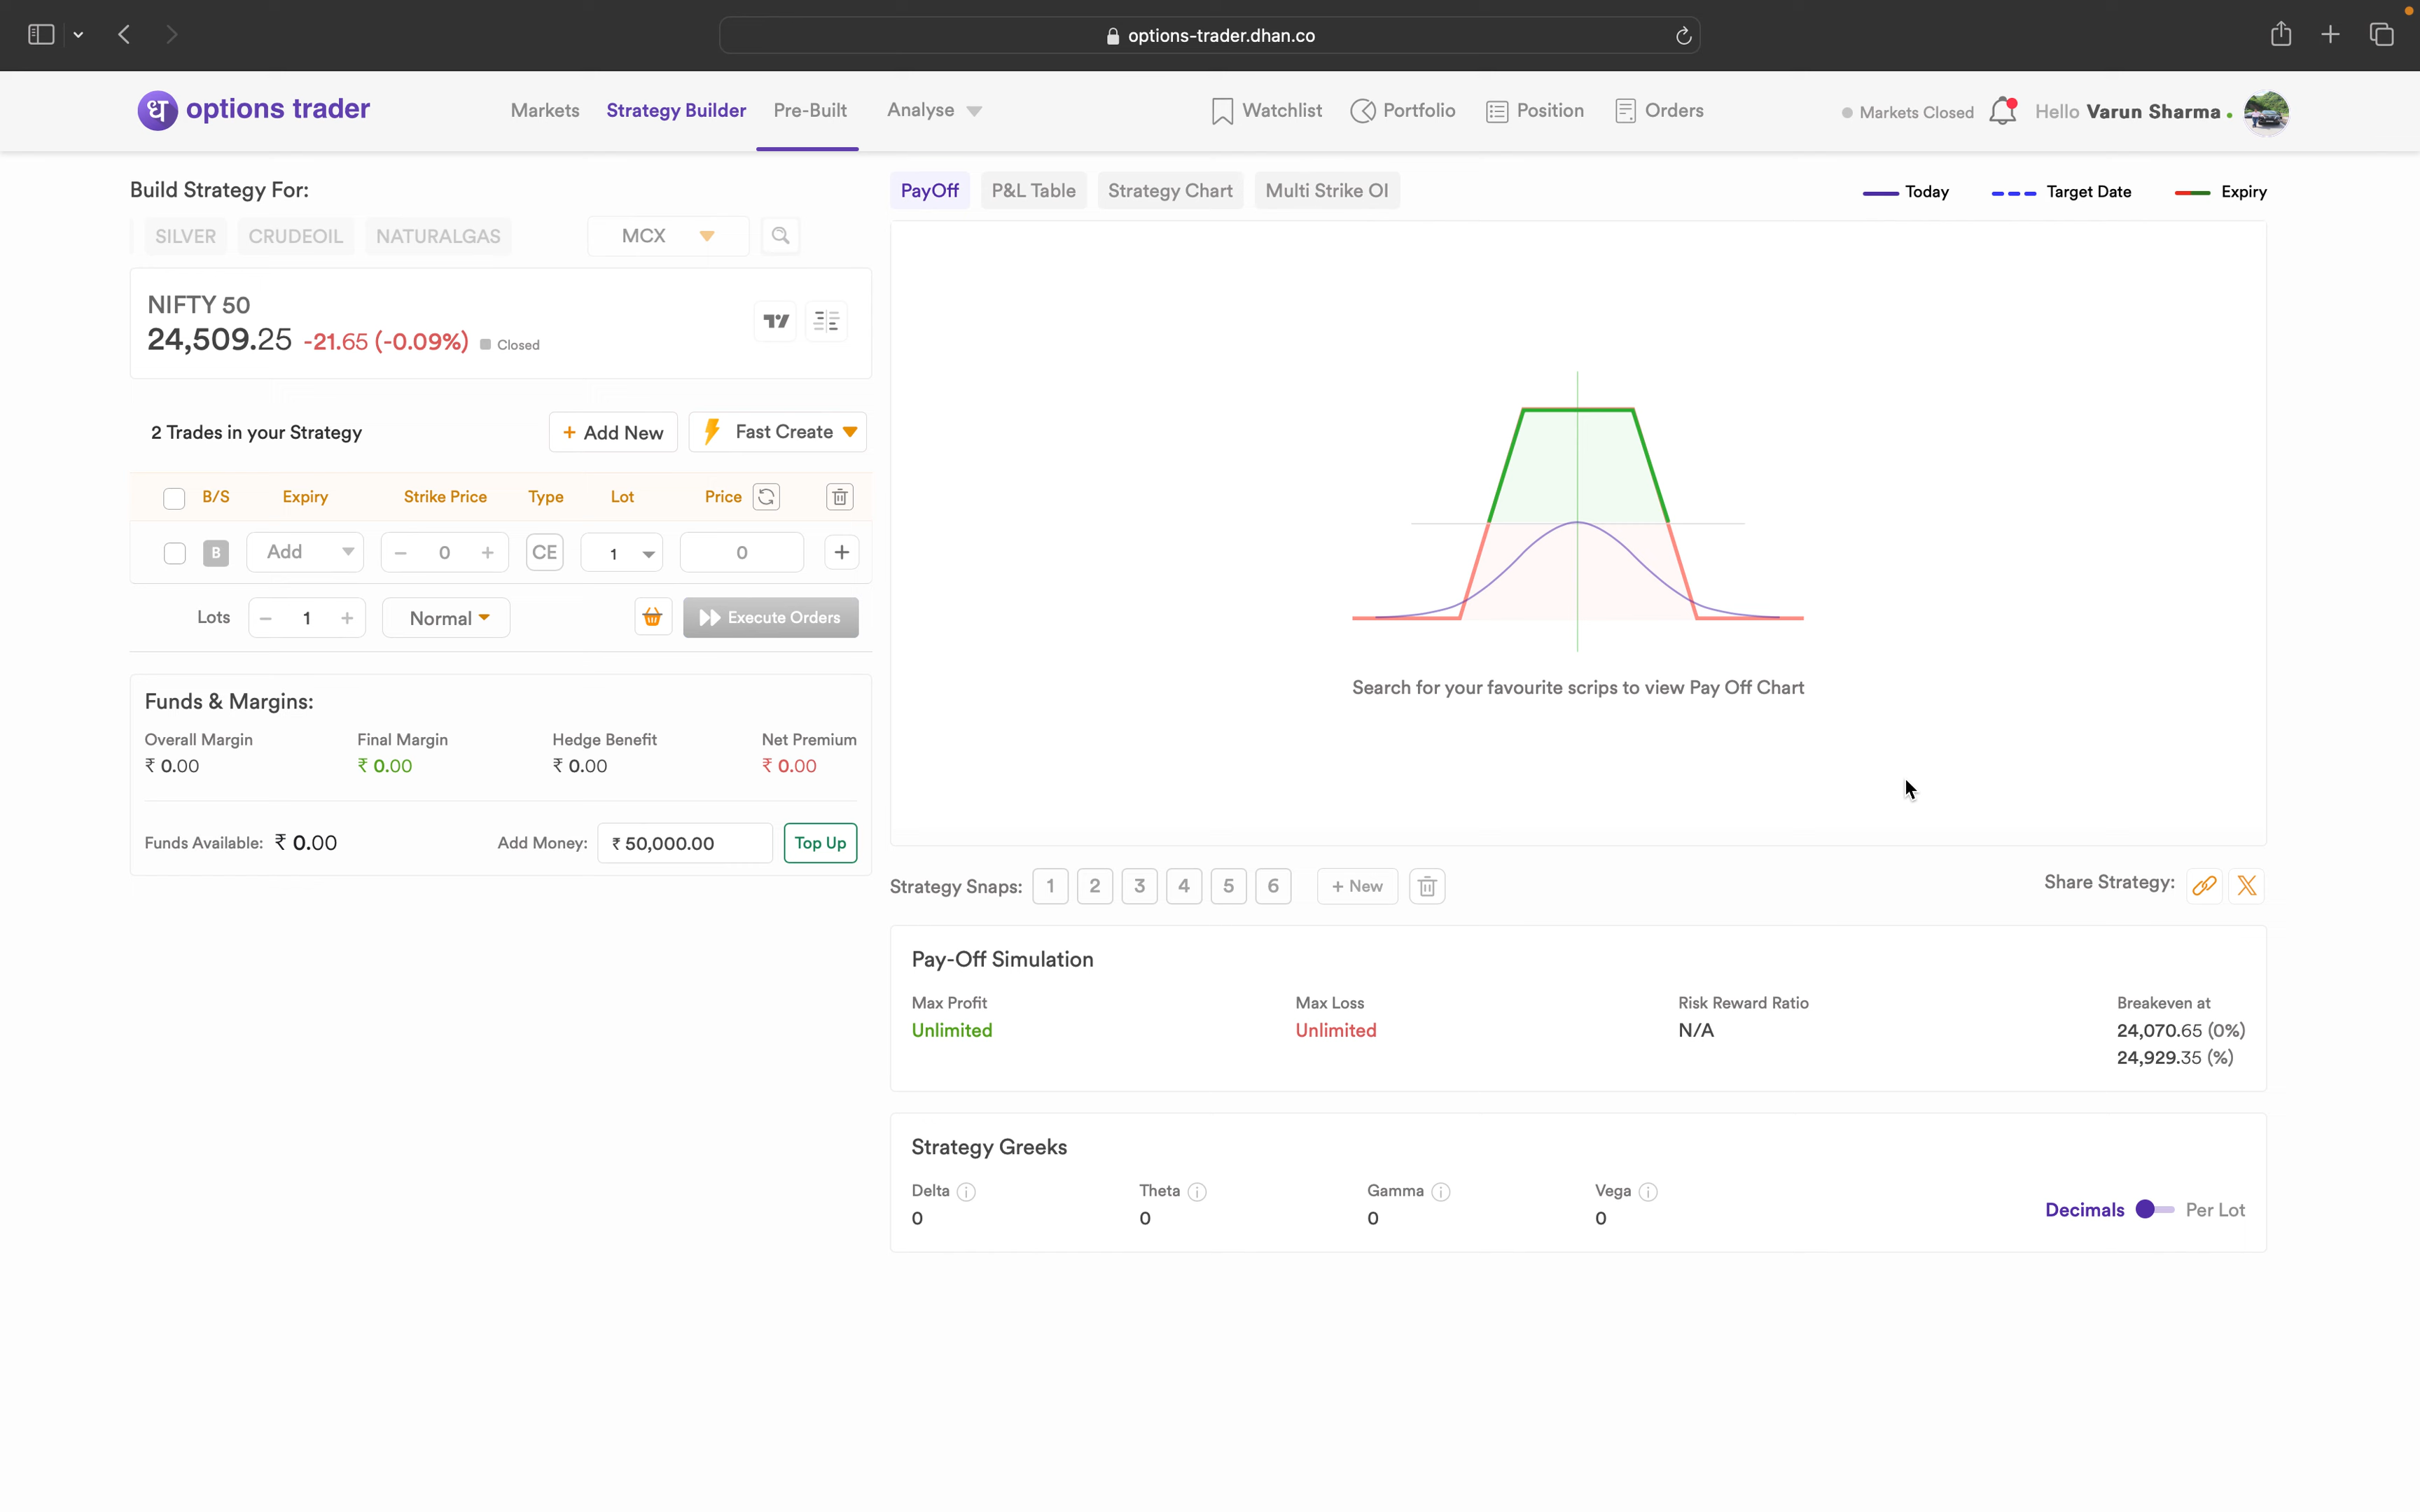 options-trader.dhan.co
धा options trader
Markets
Strategy Builder
Pre-Built
Analyse
Watchlist
Portfolio
Position
Orders
Markets Closed
Hello Varun Sharma
Build Strategy For:
SILVER
CRUDEOIL
NATURALGAS
MCX
NIFTY 50
24,509.25 -21.65 (-0.09%) Closed
2 Trades in your Strategy
+ Add New
Fast Create
B/S Expiry Strike Price Type Lot Price
B Add − 0 + CE 1 0 +
Lots − 1 + Normal Execute Orders
Funds & Margins:
Overall Margin Final Margin Hedge Benefit Net Premium
₹ 0.00 ₹ 0.00 ₹ 0.00 ₹ 0.00
Funds Available: ₹ 0.00 Add Money: ₹ 50,000.00 Top Up
PayOff
P&L Table
Strategy Chart
Multi Strike OI
Today
Target Date
Expiry
Search for your favourite scrips to view Pay Off Chart
Strategy Snaps: 1 2 3 4 5 6 + New
Share Strategy:
Pay-Off Simulation
Max Profit Max Loss Risk Reward Ratio Breakeven at
Unlimited Unlimited N/A 24,070.65 (0%)
24,929.35 (%)
Strategy Greeks
Delta Theta Gamma Vega
0 0 0 0
Decimals Per Lot